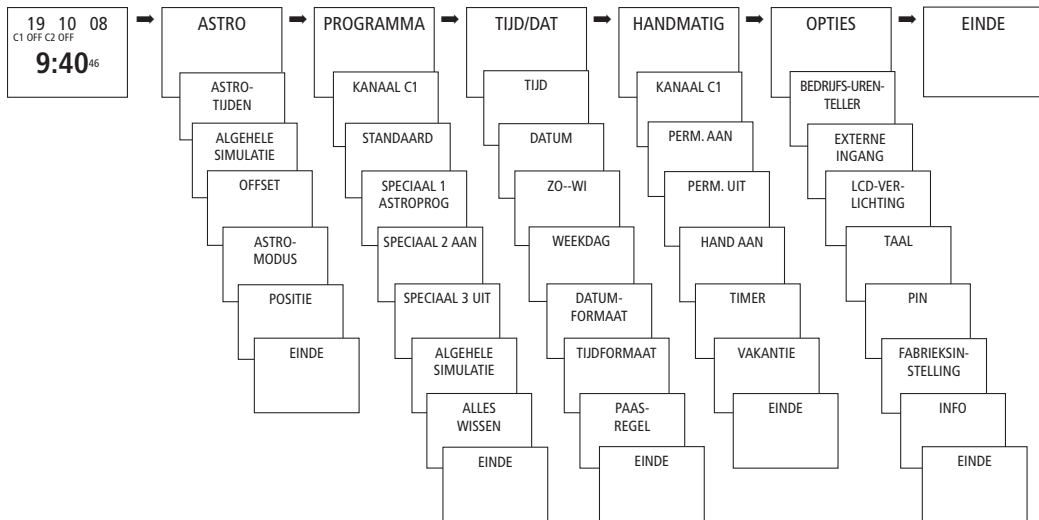 19 10 08
C1 OFF C2 OFF
9:40 46
ASTRO
ASTRO-
TIJDEN
ALGEHELE
SIMULATIE
OFFSET
ASTRO-
MODUS
POSITIE
EINDE
PROGRAMMA
KANAAL C1
STANDAARD
SPECIAAL 1
ASTROPROG
SPECIAAL 2 AAN
SPECIAAL 3 UIT
ALGEHELE
SIMULATIE
ALLES
WISSEN
EINDE
TIJD/DAT
TIJD
DATUM
ZO--WI
WEEKDAG
DATUM-
FORMAAT
TIJDFORMAAT
PAAS-
REGEL
EINDE
HANDMATIG
KANAAL C1
PERM. AAN
PERM. UIT
HAND AAN
TIMER
VAKANTIE
EINDE
OPTIES
BEDRIJFS-UREN-
TELLER
EXTERNE
INGANG
LCD-VER-
LICHTING
TAAL
PIN
FABRIEKSIN-
STELLING
INFO
EINDE
EINDE